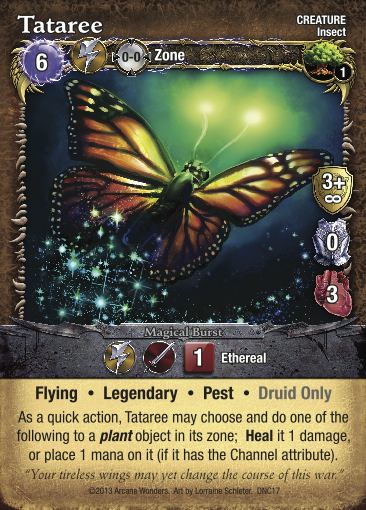 Tataree
CREATURE
Insect
6
0-0 Zone
1
3+
∞
0
3
Magical Burst
1 Ethereal
Flying • Legendary • Pest • Druid Only
As a quick action, Tataree may choose and do one of the
following to a plant object in its zone; Heal it 1 damage,
or place 1 mana on it (if it has the Channel attribute).
“Your tireless wings may yet change the course of this war.”
©2013 Arcane Wonders. Art by Lorraine Schleter. DNC17